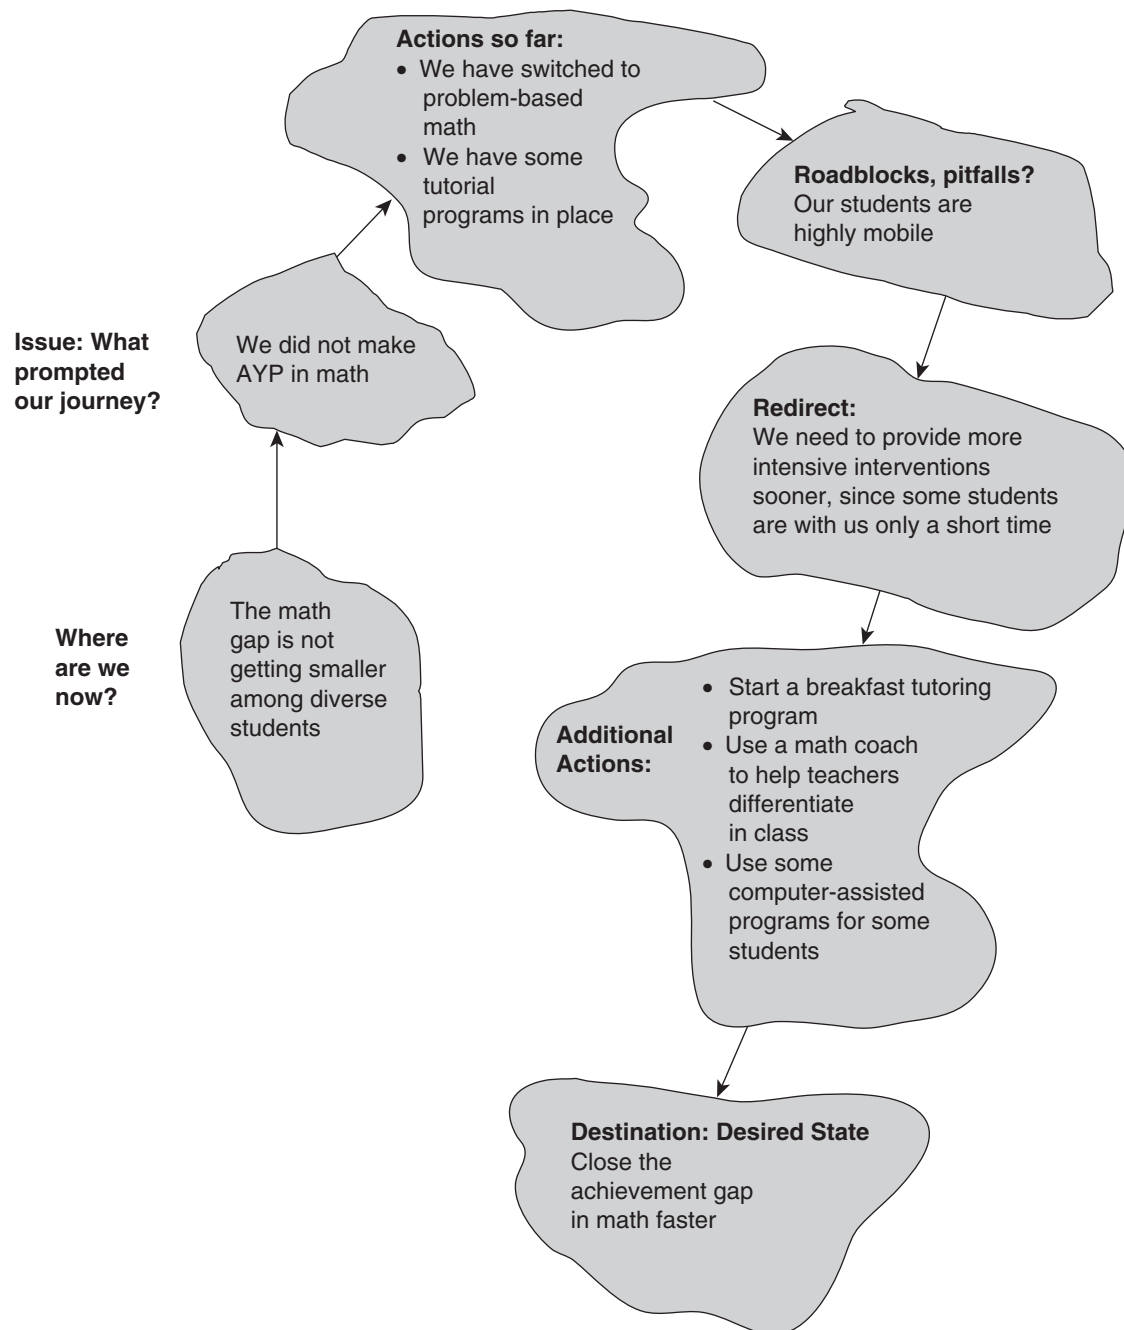 Actions so far:
• We have switched to
problem-based
math
• We have some
tutorial
programs in place
Roadblocks, pitfalls?
Our students are
highly mobile
Issue: What
prompted
our journey?
We did not make
AYP in math
Redirect:
We need to provide more
intensive interventions
sooner, since some students
are with us only a short time
Where
are we
now?
The math
gap is not
getting smaller
among diverse
students
Additional
Actions:
• Start a breakfast tutoring
program
• Use a math coach
to help teachers
differentiate
in class
• Use some
computer-assisted
programs for some
students
Destination: Desired State
Close the
achievement gap
in math faster